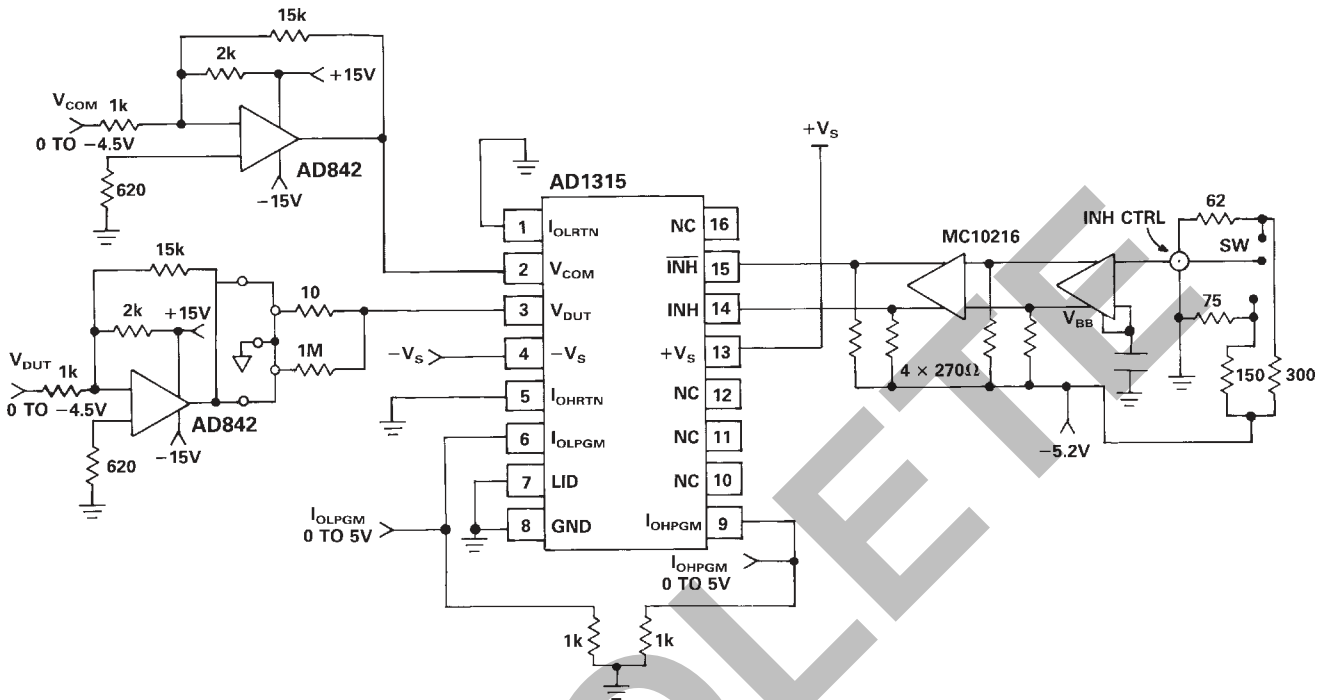 15k
2k
+15V
V_COM 1k
0 TO −4.5V
AD842
620
−15V
15k
2k
+15V
V_DUT 1k
0 TO −4.5V
AD842
620
−15V
10
1M
−V_S
AD1315
1 I_OLRTN
2 V_COM
3 V_DUT
4 −V_S
5 I_OHRTN
6 I_OLPGM
7 LID
8 GND
NC 16
I̅N̅H̅ 15
INH 14
+V_S 13
NC 12
NC 11
NC 10
I_OHPGM 9
I_OLPGM
0 TO 5V
I_OHPGM
0 TO 5V
1k
1k
+V_S
MC10216
INH CTRL
62
SW
75
V_BB
4 × 270Ω
150
300
−5.2V
OLETE